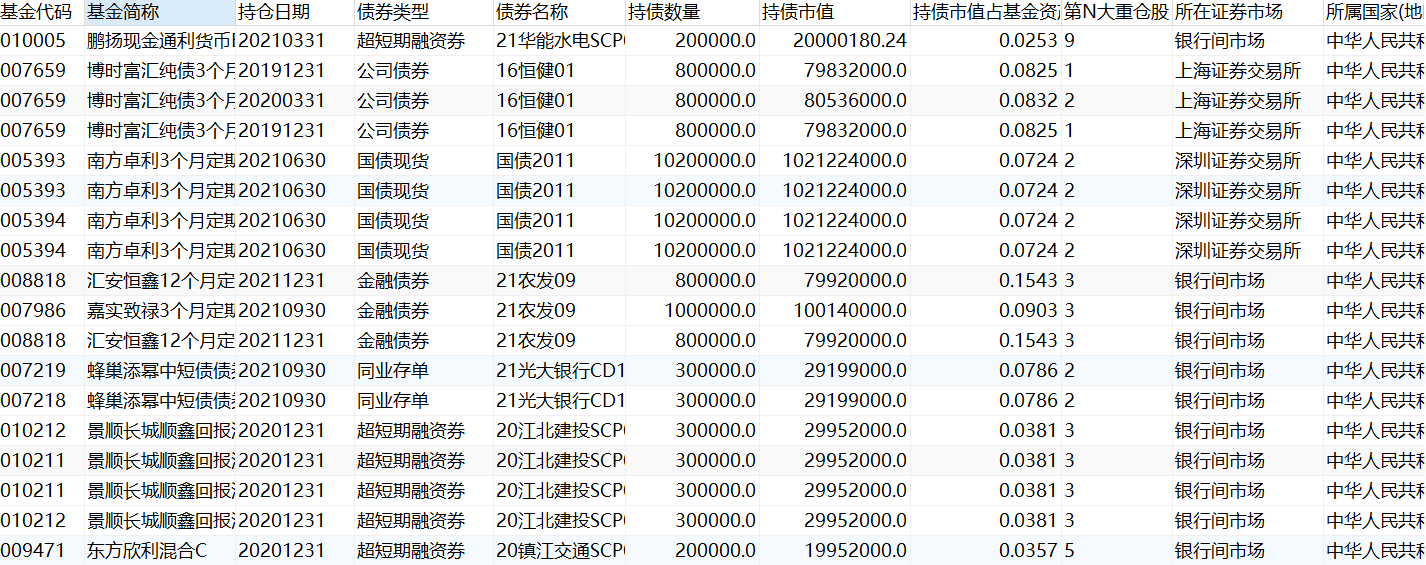 基金代码 基金简称 持仓日期 债券类型 债券名称 持债数量 持债市值 持债市值占基金资产 第N大重仓股 所在证券市场 所属国家(地
010005 鹏扬现金通利货币 20210331 超短期融资券 21华能水电SCP 200000.0 20000180.24 0.0253 9 银行间市场 中华人民共和
007659 博时富汇纯债3个月 20191231 公司债券 16恒健01 800000.0 79832000.0 0.0825 1 上海证券交易所 中华人民共和
007659 博时富汇纯债3个月 20200331 公司债券 16恒健01 800000.0 80536000.0 0.0832 2 上海证券交易所 中华人民共和
007659 博时富汇纯债3个月 20191231 公司债券 16恒健01 800000.0 79832000.0 0.0825 1 上海证券交易所 中华人民共和
005393 南方卓利3个月定期 20210630 国债现货 国债2011 10200000.0 1021224000.0 0.0724 2 深圳证券交易所 中华人民共和
005393 南方卓利3个月定期 20210630 国债现货 国债2011 10200000.0 1021224000.0 0.0724 2 深圳证券交易所 中华人民共和
005394 南方卓利3个月定期 20210630 国债现货 国债2011 10200000.0 1021224000.0 0.0724 2 深圳证券交易所 中华人民共和
005394 南方卓利3个月定期 20210630 国债现货 国债2011 10200000.0 1021224000.0 0.0724 2 深圳证券交易所 中华人民共和
008818 汇安恒鑫12个月定 20211231 金融债券 21农发09 800000.0 79920000.0 0.1543 3 银行间市场 中华人民共和
007986 嘉实致禄3个月定期 20210930 金融债券 21农发09 1000000.0 100140000.0 0.0903 3 银行间市场 中华人民共和
008818 汇安恒鑫12个月定 20211231 金融债券 21农发09 800000.0 79920000.0 0.1543 3 银行间市场 中华人民共和
007219 蜂巢添幂中短债债券 20210930 同业存单 21光大银行CD1 300000.0 29199000.0 0.0786 2 银行间市场 中华人民共和
007218 蜂巢添幂中短债债券 20210930 同业存单 21光大银行CD1 300000.0 29199000.0 0.0786 2 银行间市场 中华人民共和
010212 景顺长城顺鑫回报 20201231 超短期融资券 20江北建投SCP 300000.0 29952000.0 0.0381 3 银行间市场 中华人民共和
010211 景顺长城顺鑫回报 20201231 超短期融资券 20江北建投SCP 300000.0 29952000.0 0.0381 3 银行间市场 中华人民共和
010211 景顺长城顺鑫回报 20201231 超短期融资券 20江北建投SCP 300000.0 29952000.0 0.0381 3 银行间市场 中华人民共和
010212 景顺长城顺鑫回报 20201231 超短期融资券 20江北建投SCP 300000.0 29952000.0 0.0381 3 银行间市场 中华人民共和
009471 东方欣利混合C 20201231 超短期融资券 20镇江交通SCP 200000.0 19952000.0 0.0357 5 银行间市场 中华人民共和